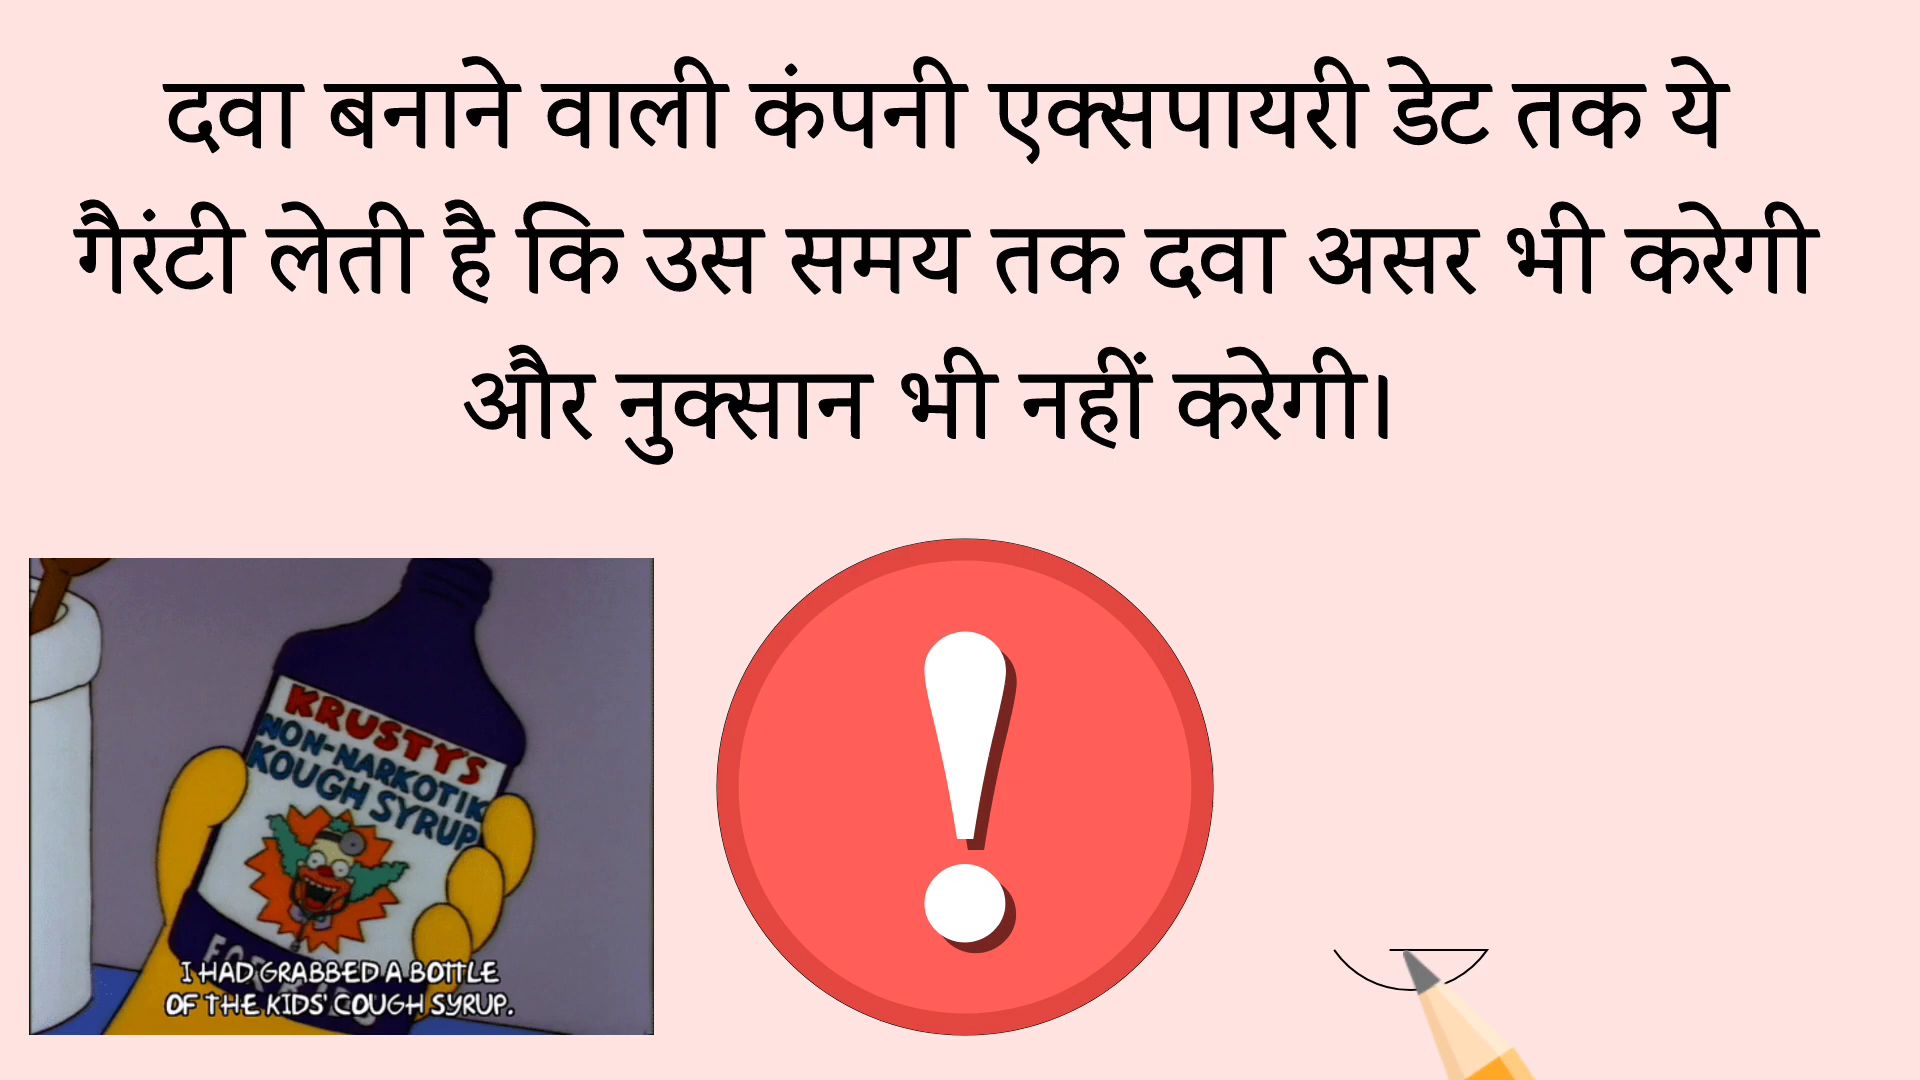 दवा बनाने वाली कंपनी एक्सपायरी डेट तक ये
गैरंटी लेती है कि उस समय तक दवा असर भी करेगी
और नुक्सान भी नहीं करेगी।
KRUSTY'S
NON-NARKOTIK
KOUGH SYRUP
I HAD GRABBED A BOTTLE
OF THE KIDS' COUGH SYRUP.